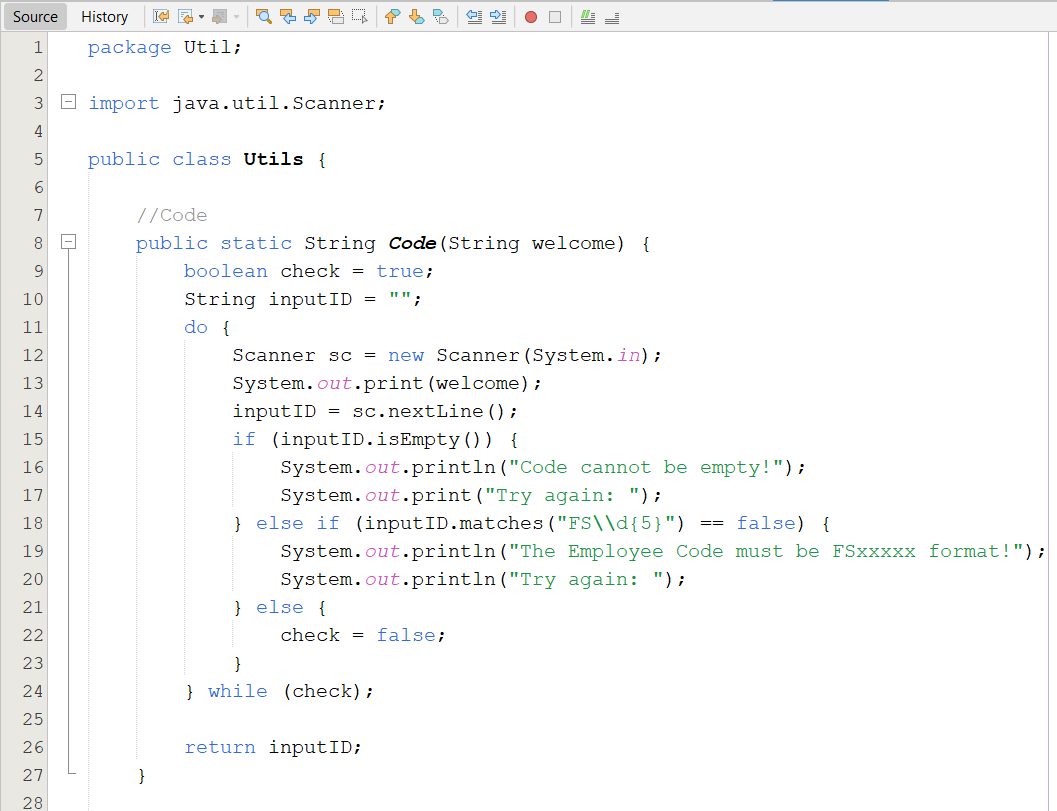 Source History
1 package Util;
2
3 import java.util.Scanner;
4
5 public class Utils {
6
7 //Code
8 public static String Code(String welcome) {
9 boolean check = true;
10 String inputID = "";
11 do {
12 Scanner sc = new Scanner(System.in);
13 System.out.print(welcome);
14 inputID = sc.nextLine();
15 if (inputID.isEmpty()) {
16 System.out.println("Code cannot be empty!");
17 System.out.print("Try again: ");
18 } else if (inputID.matches("FS\\d{5}") == false) {
19 System.out.println("The Employee Code must be FSxxxxx format!");
20 System.out.println("Try again: ");
21 } else {
22 check = false;
23 }
24 } while (check);
25
26 return inputID;
27 }
28